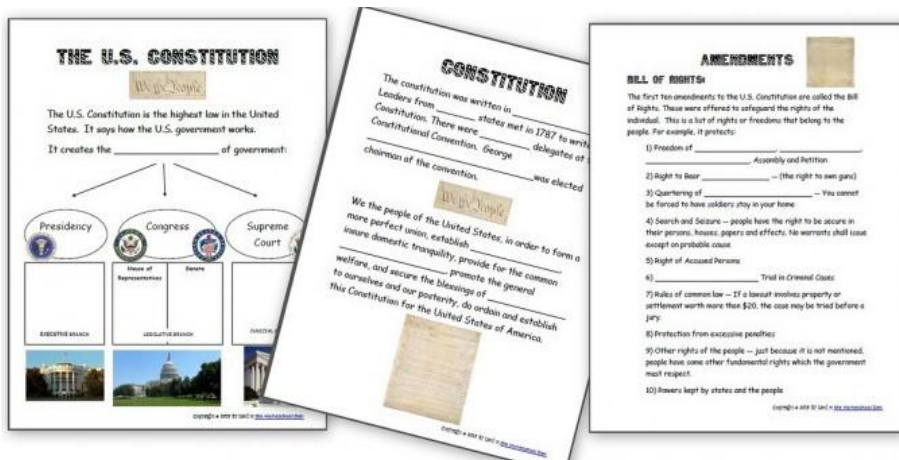 THE U.S. CONSTITUTION
We the People
The U.S. Constitution is the highest law in the United
States. It says how the U.S. government works.
It creates the ____________________ of government:
Presidency
Congress
Supreme
Court
House of
Representatives
Senate
EXECUTIVE BRANCH
LEGISLATIVE BRANCH
CONSTITUTION
The constitution was written in ____________
Leaders from ________ states met in 1787 to write
Constitution. There were ________ delegates at
Constitutional Convention. George
____________________ was elected
chairman of the convention.
We the People
We the people of the United States, in order to form a
more perfect union, establish ____________
insure domestic tranquility, provide for the common
____________, promote the general
welfare, and secure the blessings of ____________
to ourselves and our posterity, do ordain and establish
this Constitution for the United States of America.
AMENDMENTS
BILL OF RIGHTS:
The first ten amendments to the U.S. Constitution are called the Bill
of Rights. These were offered to safeguard the rights of the
individual. This is a list of rights or freedoms that belong to the
people. For example, it protects:
1) Freedom of ____________, ____________,
____________, Assembly and Petition
2) Right to Bear ____________ -- (the right to own guns)
3) Quartering of ____________ -- You cannot
be forced to have soldiers stay in your home
4) Search and Seizure -- people have the right to be secure in
their persons, houses, papers and effects. No warrants shall issue
except on probable cause
5) Right of Accused Persons
6) ____________ Trial in Criminal Cases
7) Rules of common law -- If a lawsuit involves property or
settlement worth more than $20, the case may be tried before a
jury.
8) Protection from excessive penalties
9) Other rights of the people -- just because it is not mentioned,
people have some other fundamental rights which the government
must respect.
10) Powers kept by states and the people